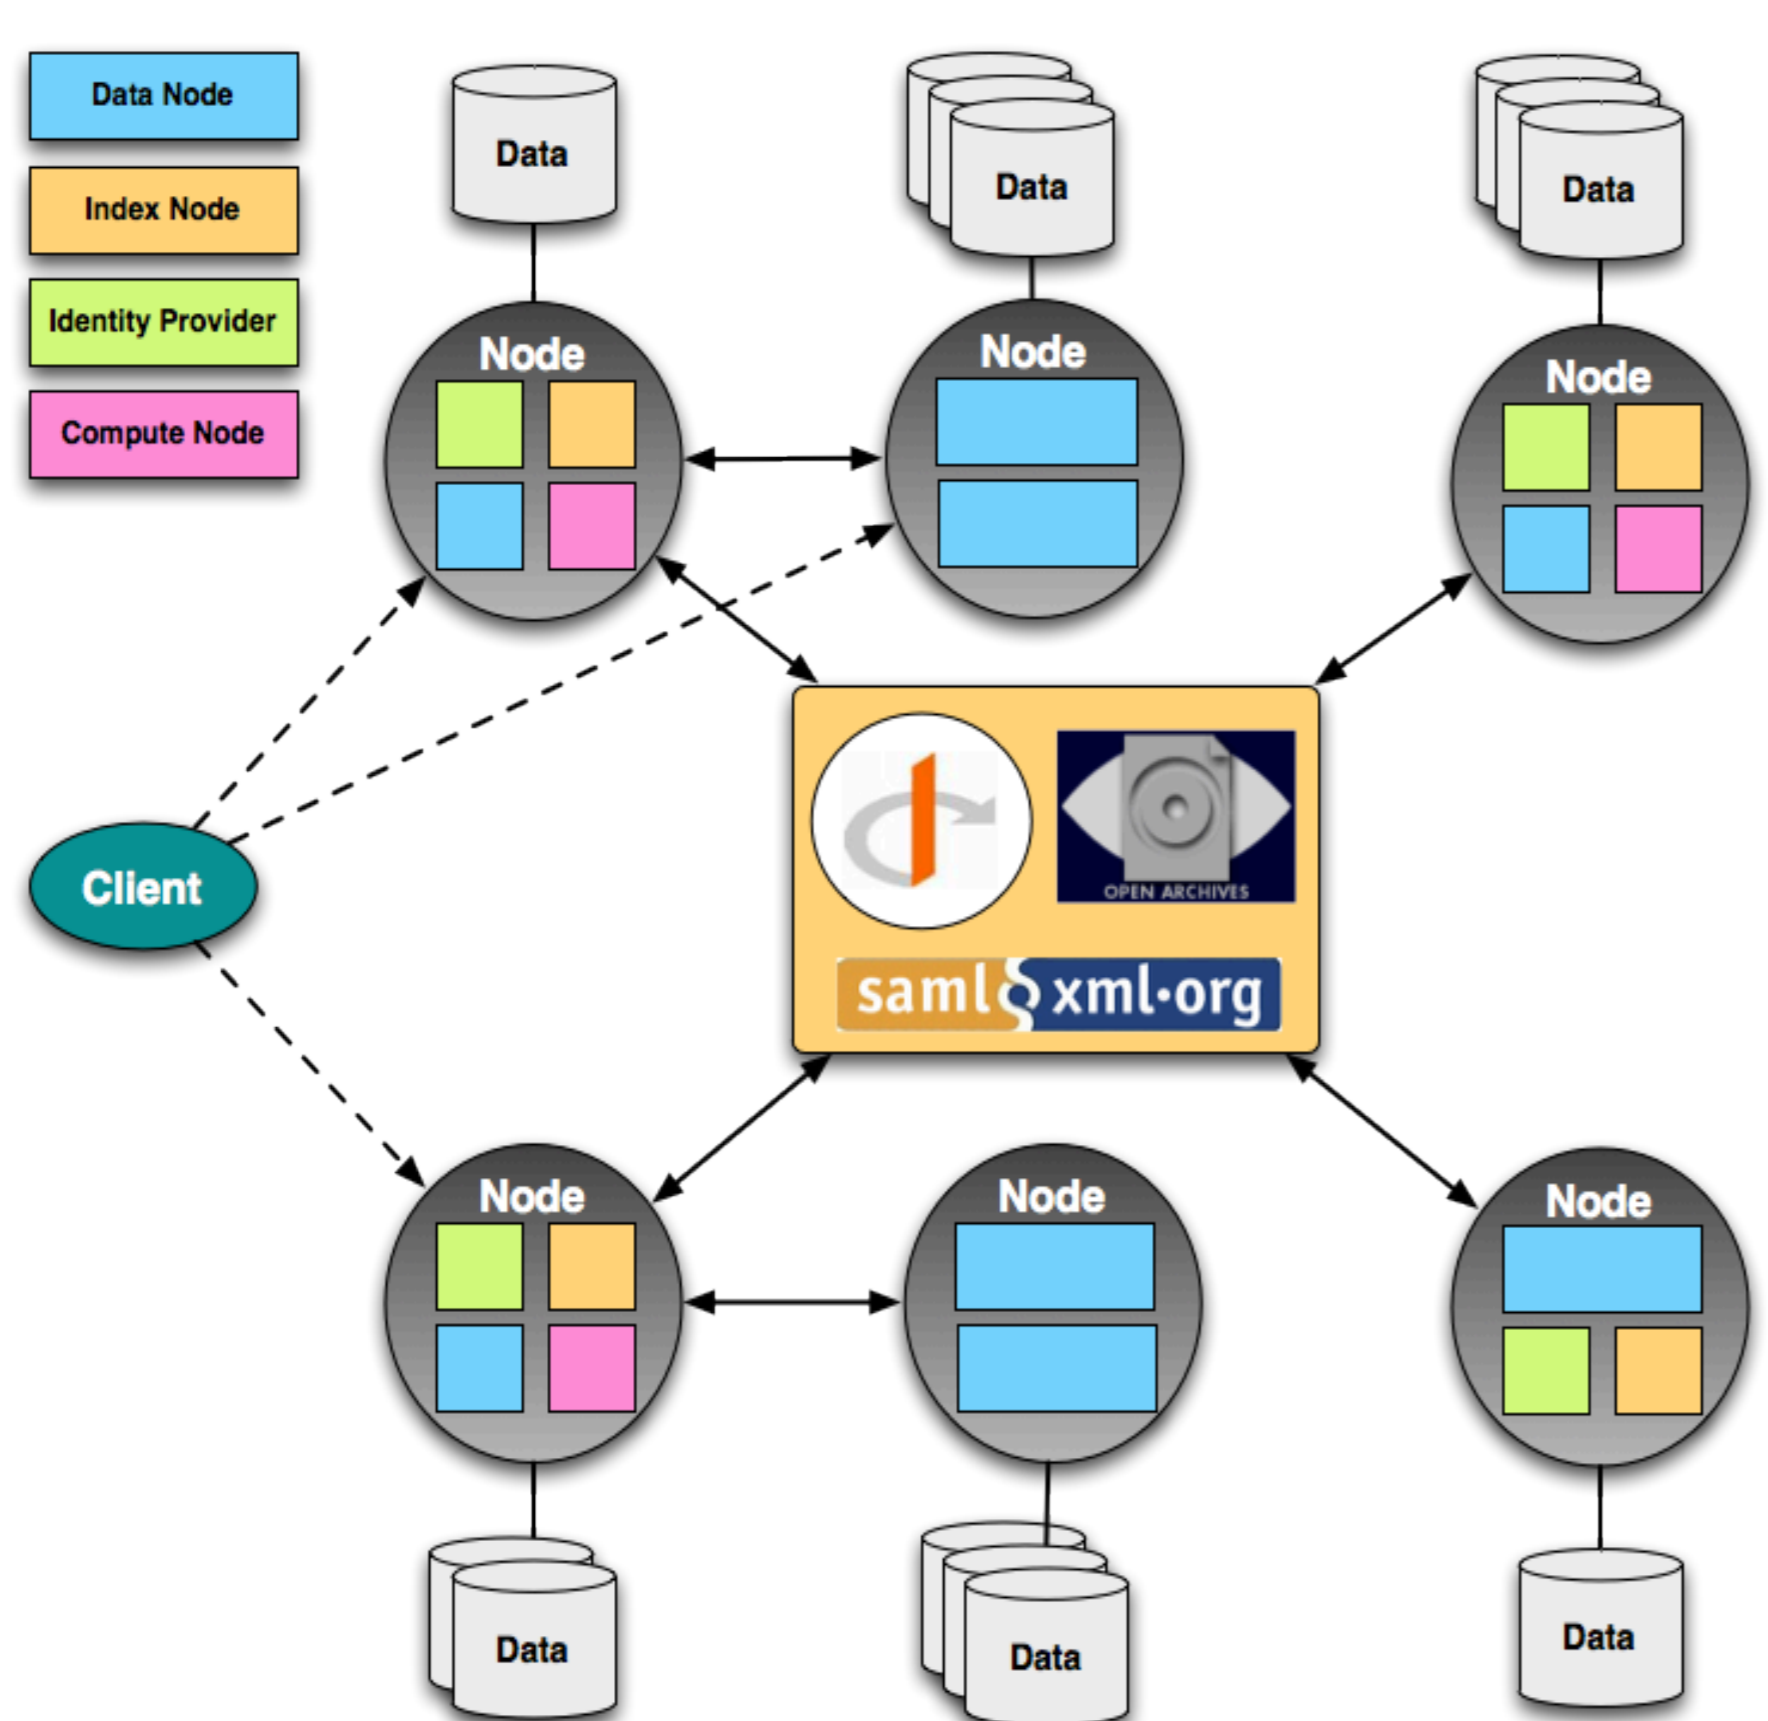 Data Node
Index Node
Identity Provider
Compute Node
Data
Data
Data
Node
Node
Node
Client
OPEN ARCHIVES
saml xml.org
Node
Node
Node
Data
Data
Data